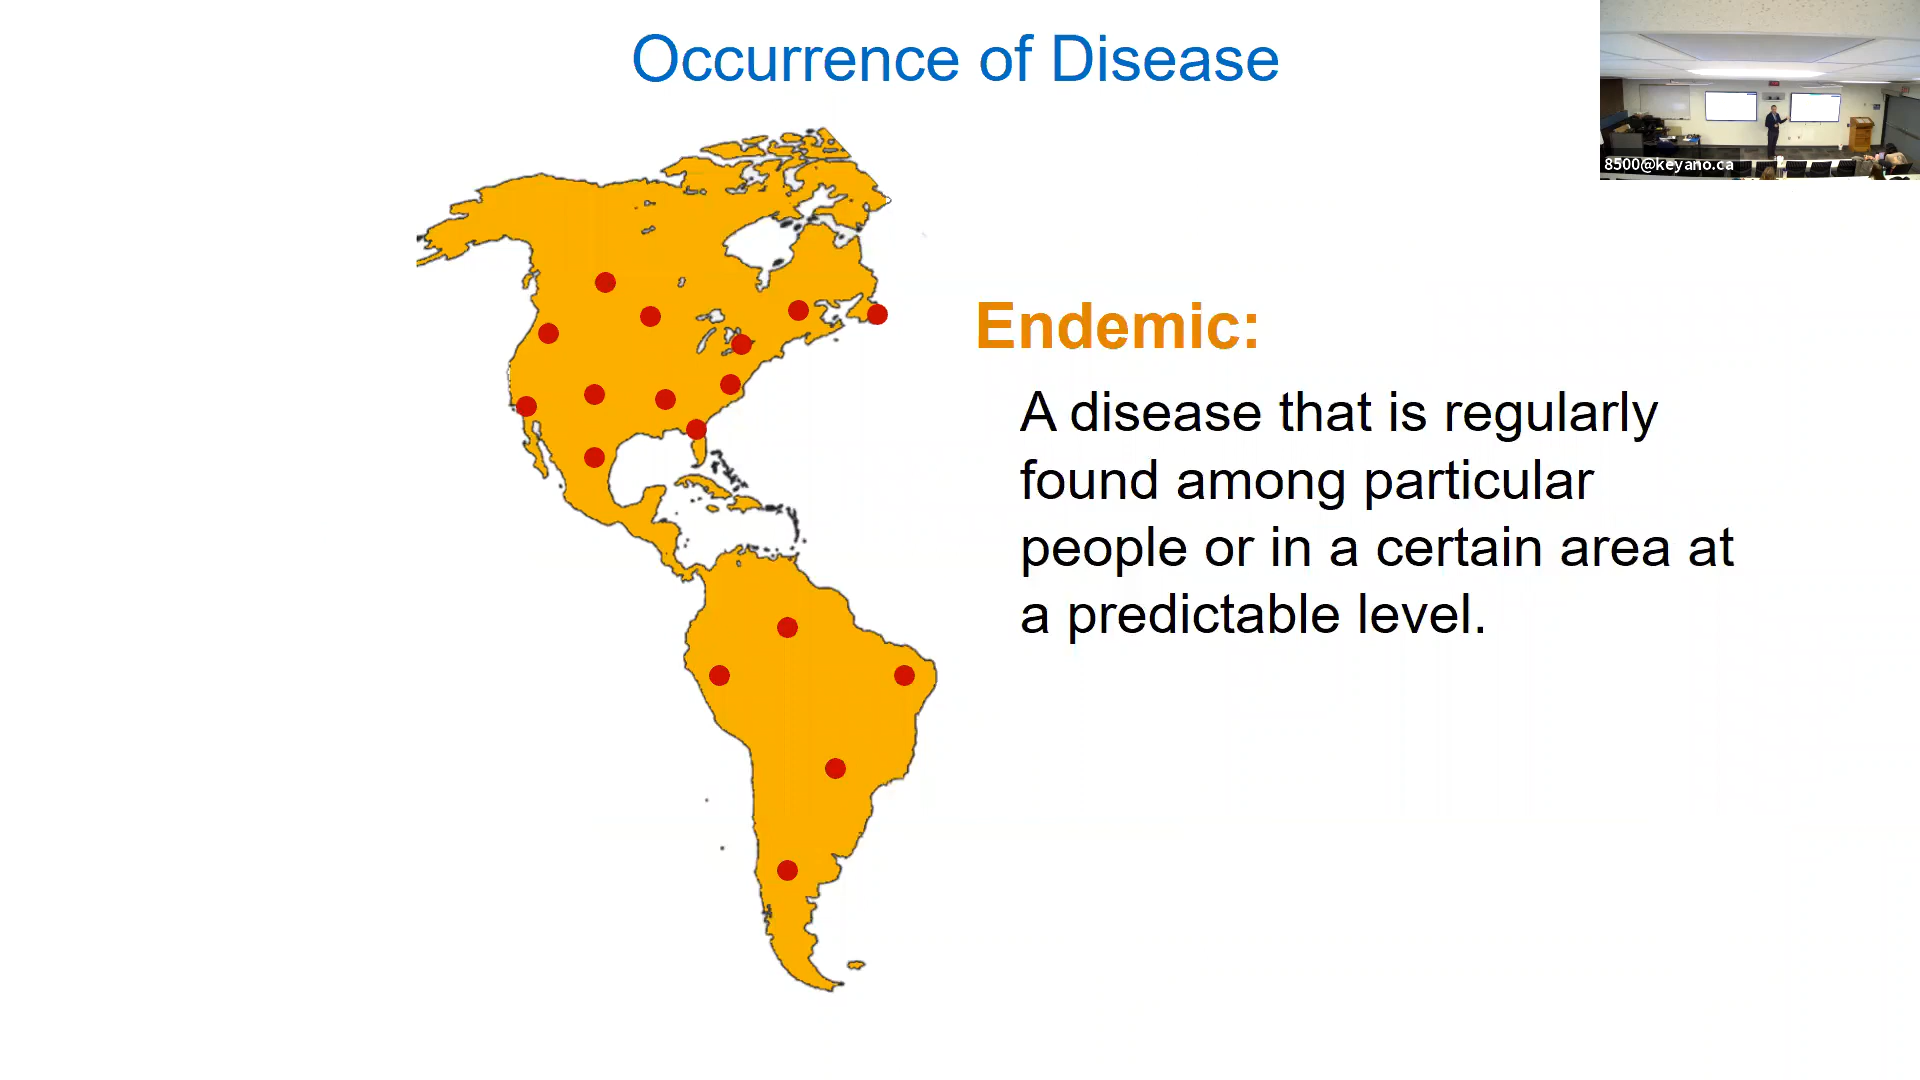 Occurrence of Disease
8500@keyano.ca
Endemic:
A disease that is regularly
found among particular
people or in a certain area at
a predictable level.